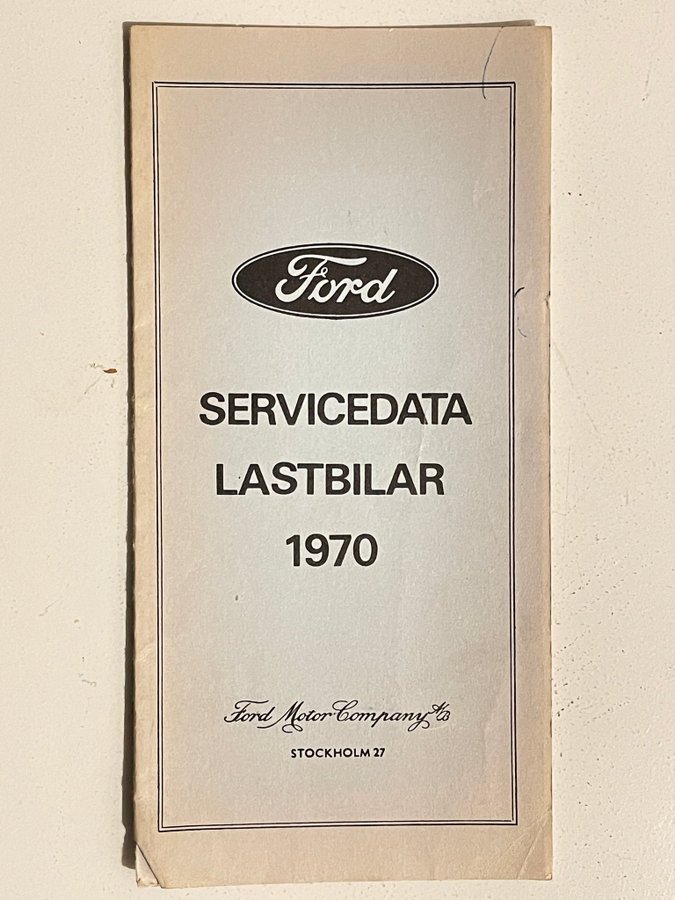 Ford
SERVICEDATA
LASTBILAR
1970
Ford Motor Company A/B
STOCKHOLM 27